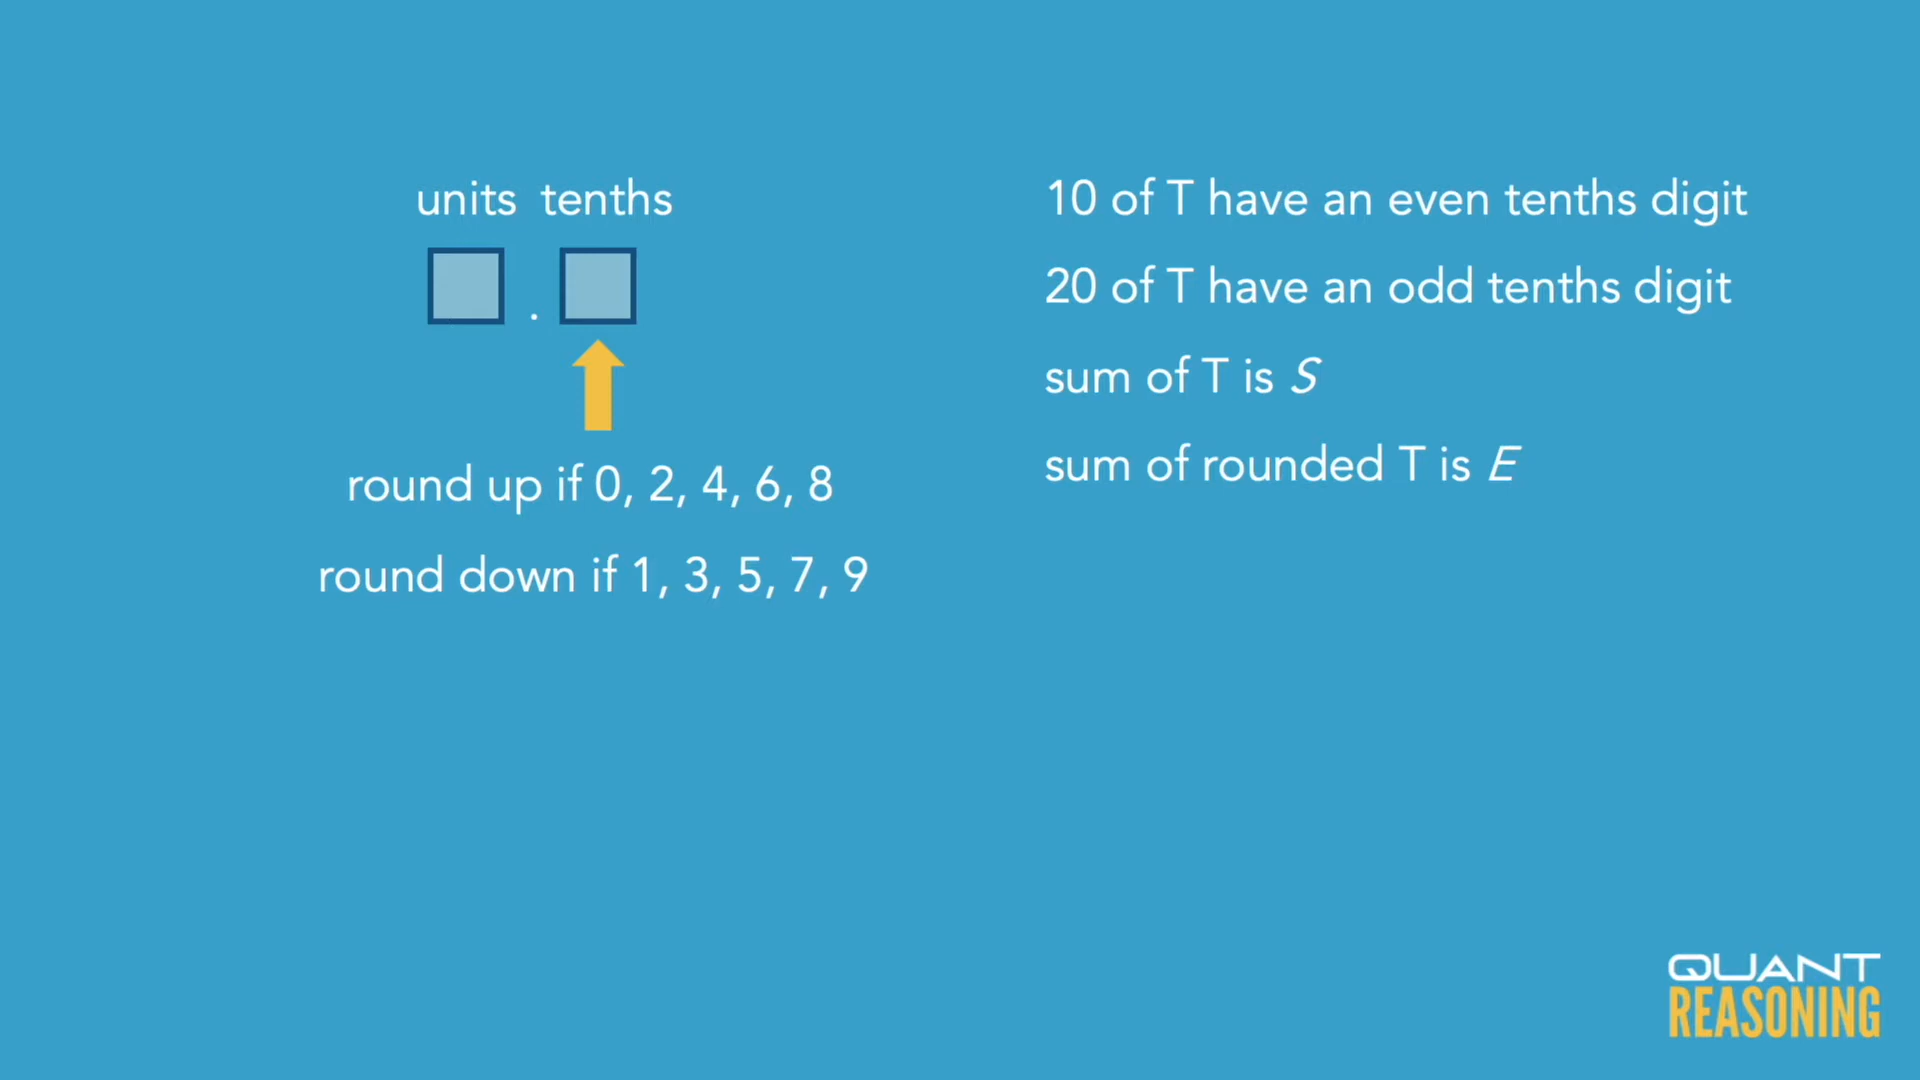 units tenths
.
round up if 0, 2, 4, 6, 8
round down if 1, 3, 5, 7, 9
10 of T have an even tenths digit
20 of T have an odd tenths digit
sum of T is S
sum of rounded T is E
QUANT
REASONING